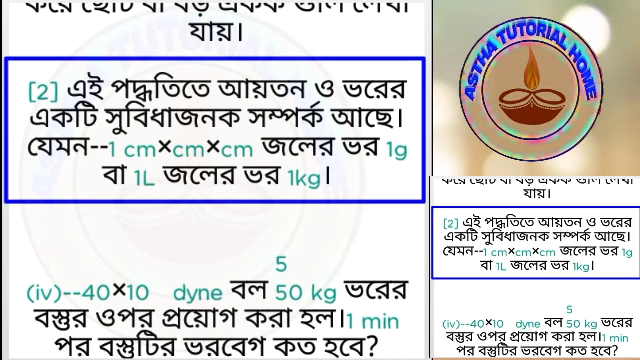 যায়।
[2] এই পদ্ধতিতে আয়তন ও ভরের
একটি সুবিধাজনক সম্পর্ক আছে।
যেমন--1 cm×cm×cm জলের ভর 1g
বা 1L জলের ভর 1kg।
5
(iv)--40×10 dyne বল 50 kg ভরের
বস্তুর ওপর প্রয়োগ করা হল।1 min
পর বস্তুটির ভরবেগ কত হবে?
ASTHA TUTORIAL HOME
যায়।
[2] এই পদ্ধতিতে আয়তন ও ভরের
একটি সুবিধাজনক সম্পর্ক আছে।
যেমন--1 cm×cm×cm জলের ভর 1g
বা 1L জলের ভর 1kg।
5
(iv)--40×10 dyne বল 50 kg ভরের
বস্তুর ওপর প্রয়োগ করা হল।1 min
পর বস্তুটির ভরবেগ কত হবে?